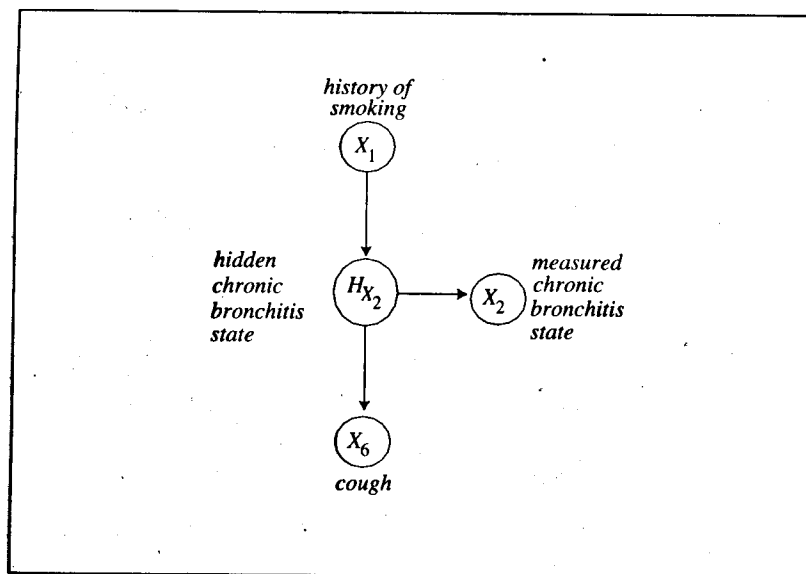 history of
smoking
X1
hidden
chronic
bronchitis
state
HX2
X2
measured
chronic
bronchitis
state
X6
cough